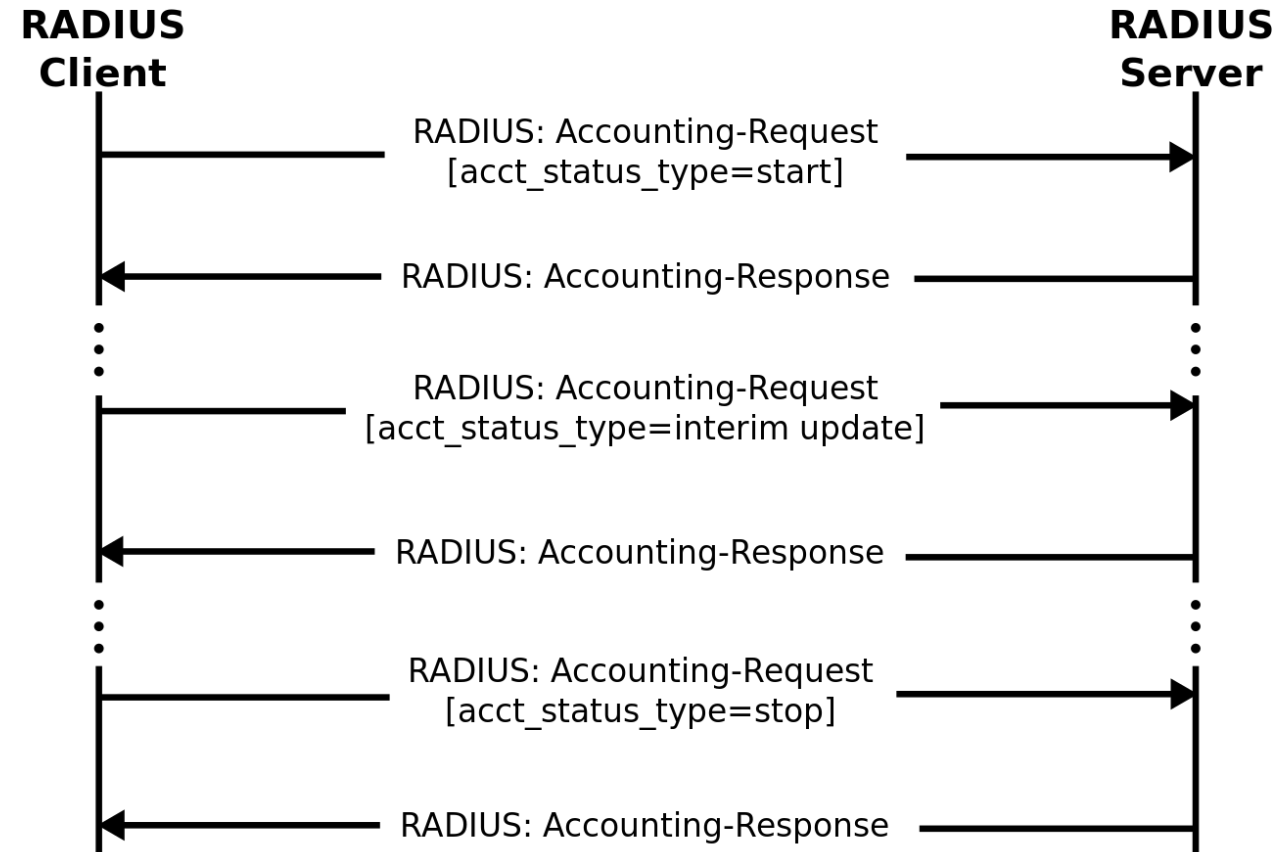 RADIUS
Client
RADIUS
Server
RADIUS: Accounting-Request
[acct_status_type=start]
RADIUS: Accounting-Response
RADIUS: Accounting-Request
[acct_status_type=interim update]
RADIUS: Accounting-Response
RADIUS: Accounting-Request
[acct_status_type=stop]
RADIUS: Accounting-Response